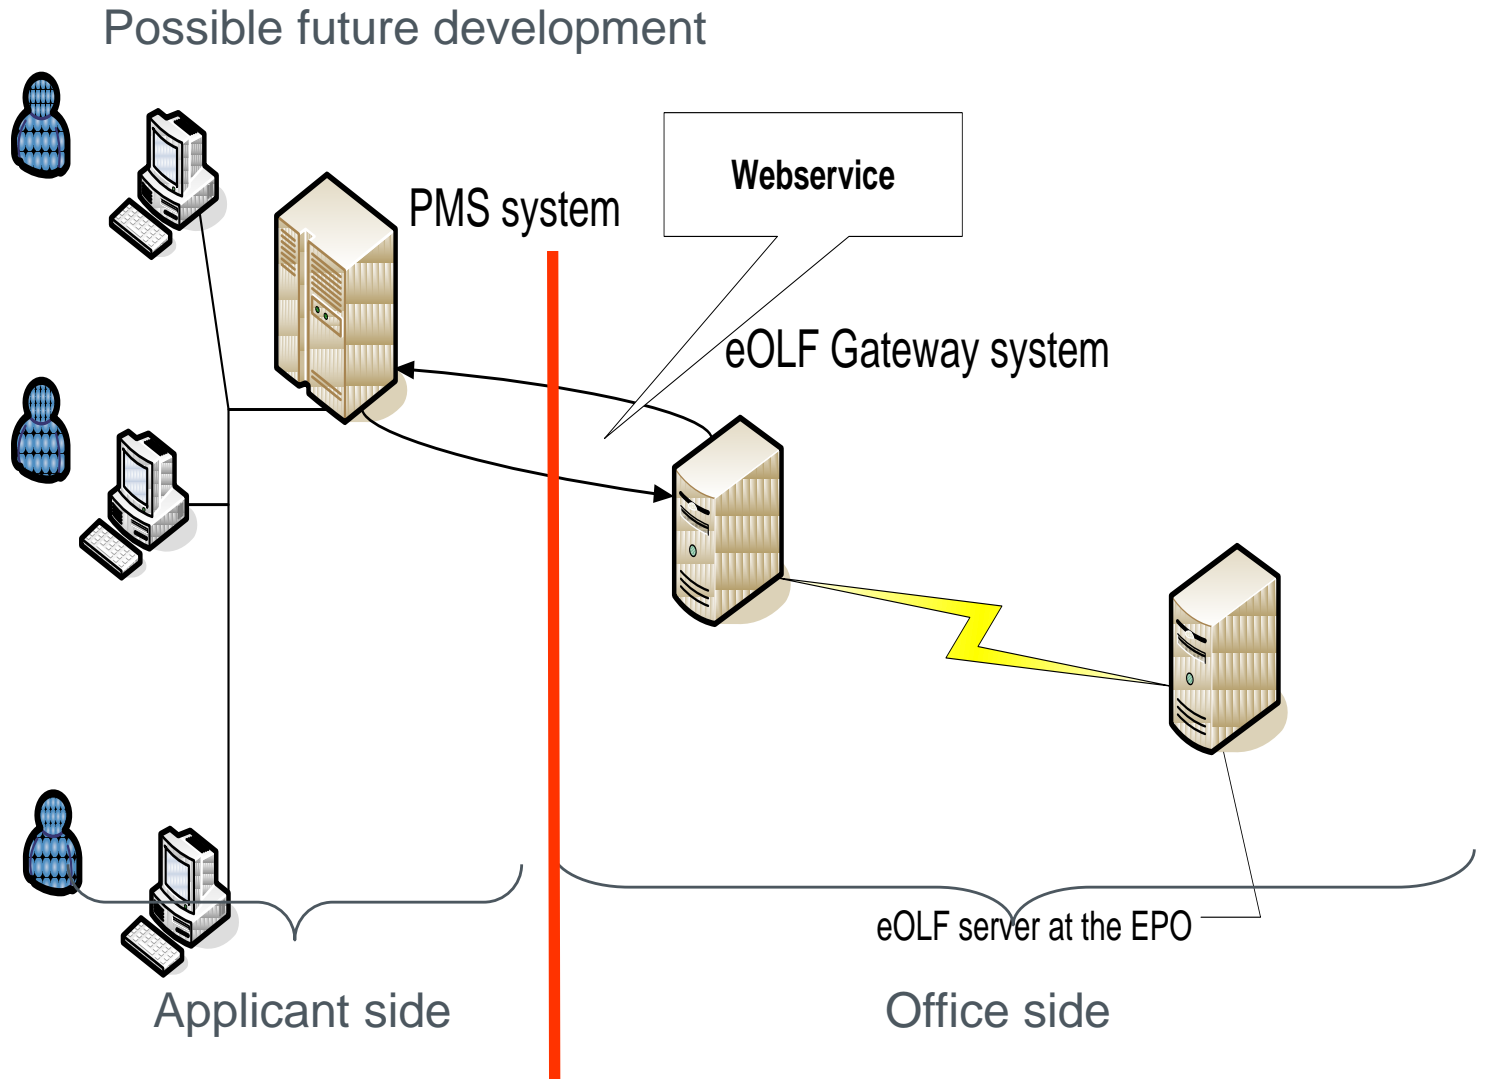 Possible future development
Webservice
PMS system
eOLF Gateway system
eOLF server at the EPO
Applicant side
Office side